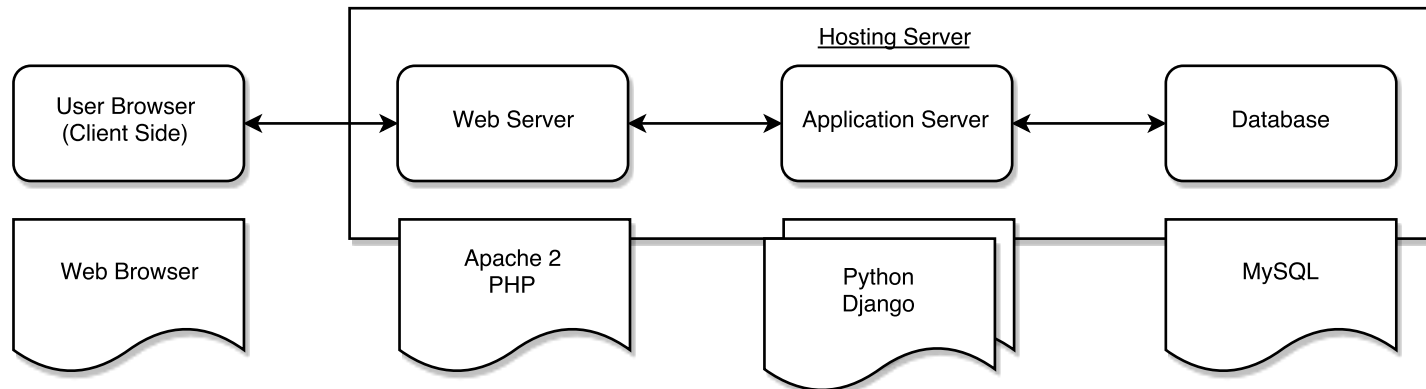 Hosting Server
User Browser
(Client Side)
Web Server
Application Server
Database
Web Browser
Apache 2
PHP
Python
Django
MySQL